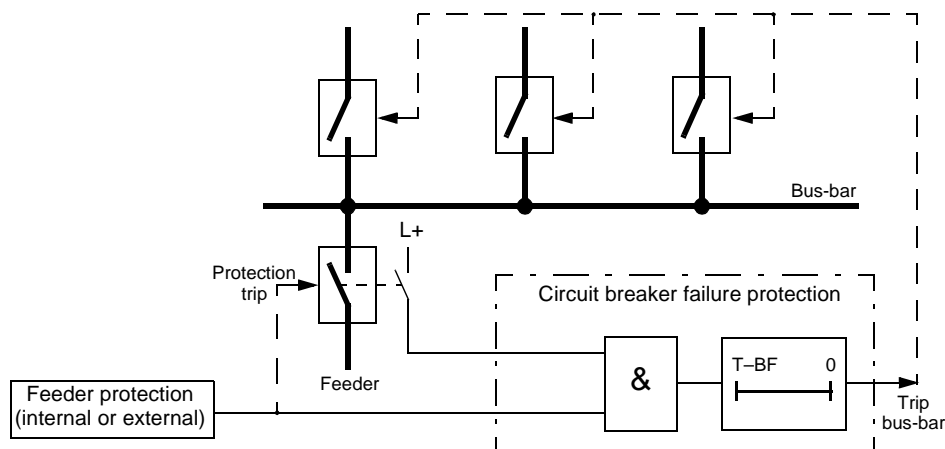 Bus-bar
L+
Protection
trip
Circuit breaker failure protection
Feeder
&
T–BF 0
Feeder protection
(internal or external)
Trip
bus-bar